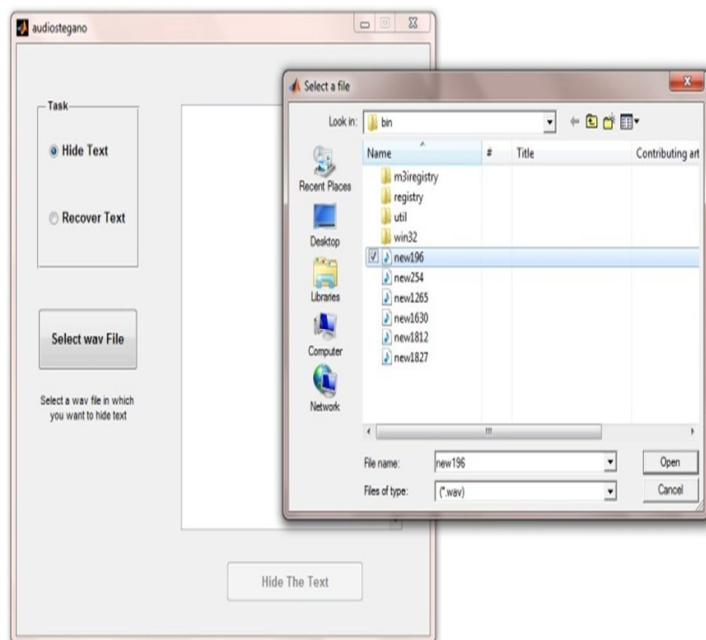 audiostegano
Task
Hide Text
Recover Text
Select wav File
Select a wav file in which
you want to hide text
Hide The Text
Select a file
Look in: bin
Recent Places
Desktop
Libraries
Computer
Network
Name # Title Contributing art
m3iregistry
registry
util
win32
new196
new254
new1265
new1630
new1812
new1827
File name: new196 Open
Files of type: (*.wav) Cancel